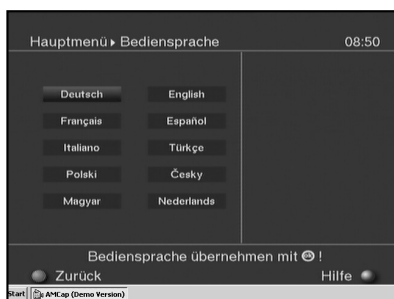 Hauptmenü ▸ Bediensprache 08:50
Deutsch English
Français Español
Italiano Türkçe
Polski Česky
Magyar Nederlands
Bediensprache übernehmen mit !
Zurück Hilfe
Start AMCap (Demo Version)